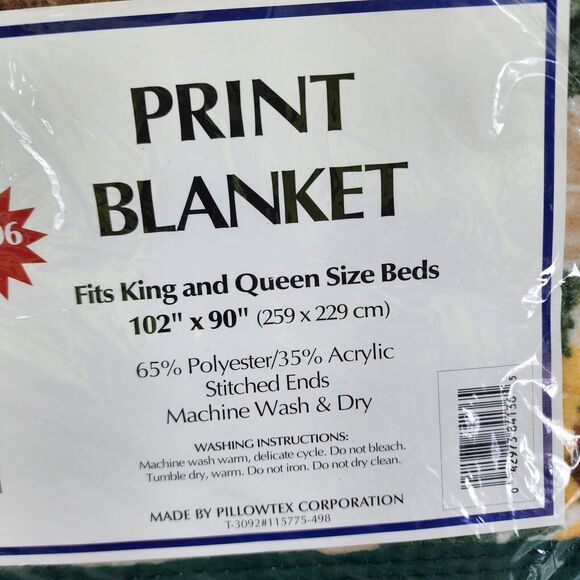 PRINT
BLANKET
06
Fits King and Queen Size Beds
102" x 90" (259 x 229 cm)
65% Polyester/35% Acrylic
Stitched Ends
Machine Wash & Dry
WASHING INSTRUCTIONS:
Machine wash warm, delicate cycle. Do not bleach.
Tumble dry, warm. Do not iron. Do not dry clean.
MADE BY PILLOWTEX CORPORATION
T-3092#115775-498